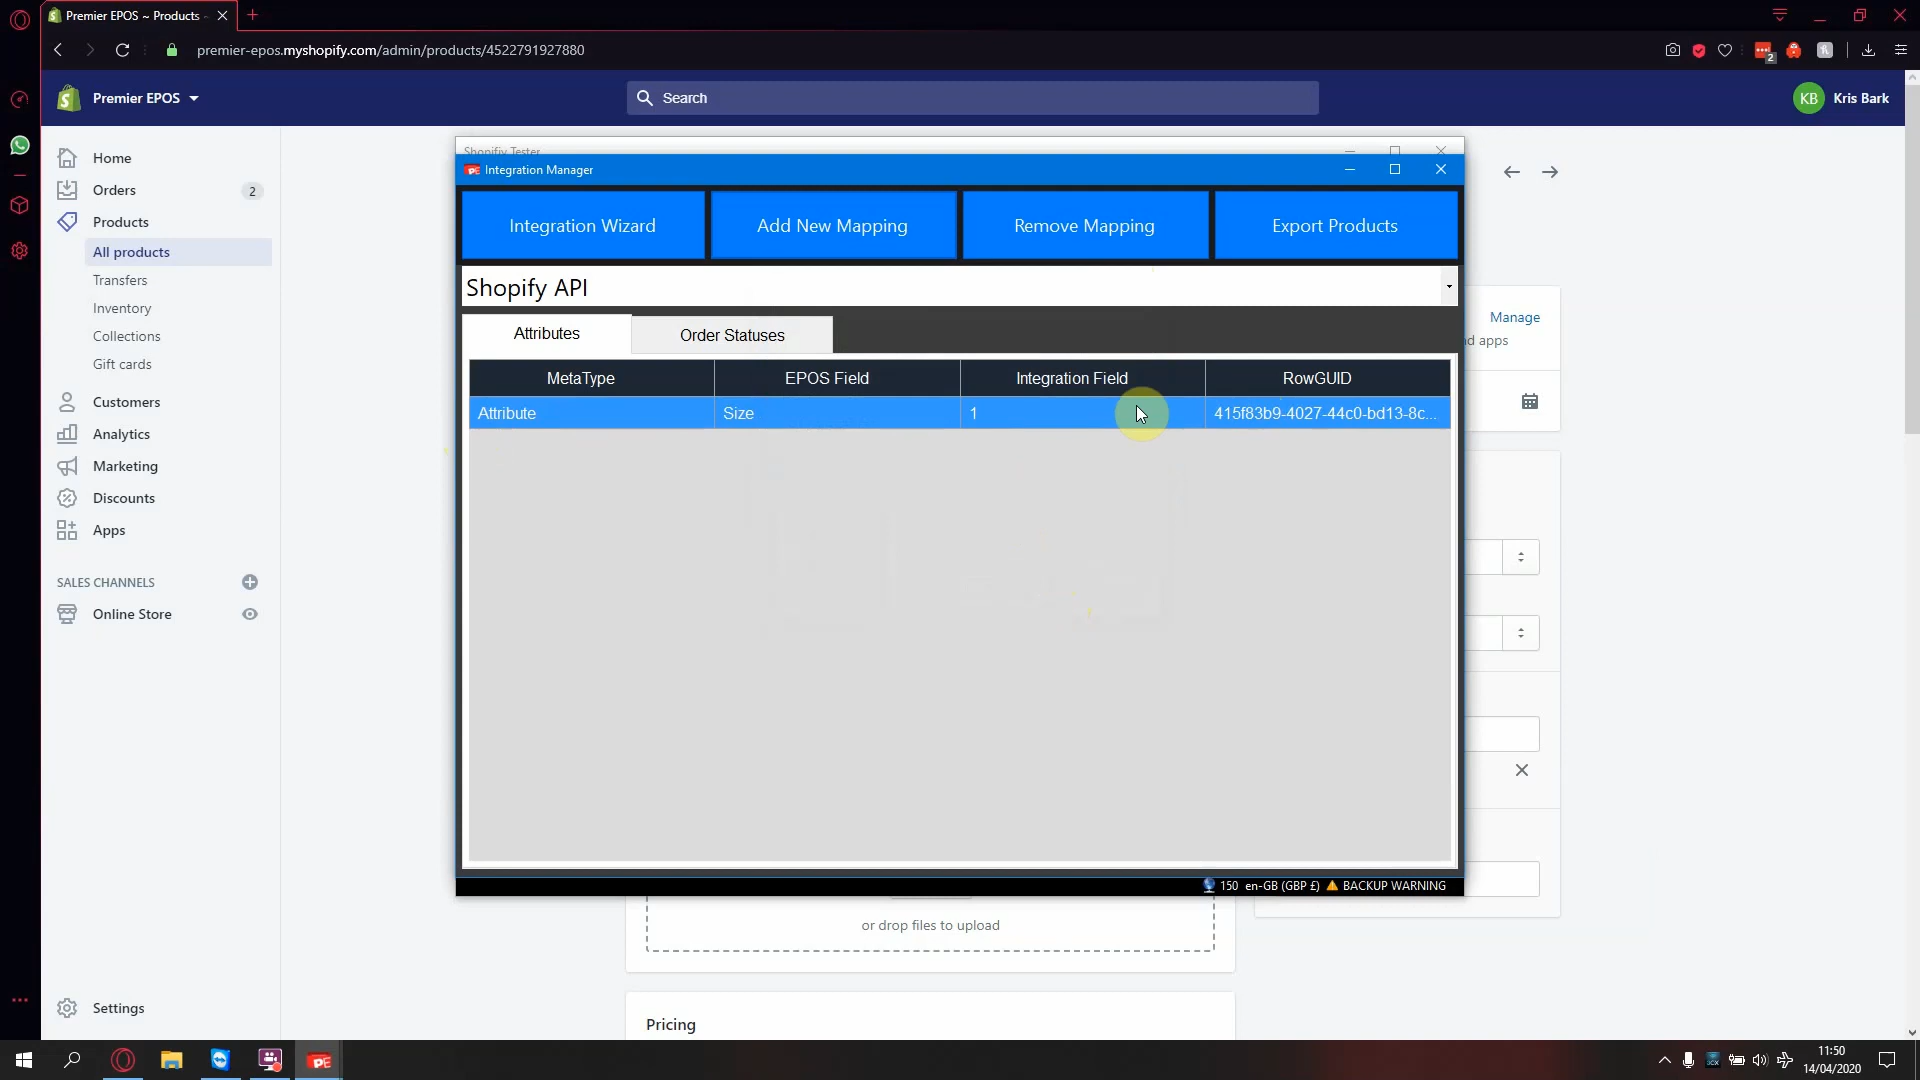 Premier EPOS ~ Products
premier-epos.myshopify.com/admin/products/4522791927880
2
Premier EPOS
Search
KB Kris Bark
Home
Orders 2
Products
All products
Transfers
Inventory
Collections
Gift cards
Customers
Analytics
Marketing
Discounts
Apps
SALES CHANNELS
Online Store
Settings
Shopifiy Tester
PE Integration Manager
Integration Wizard Add New Mapping Remove Mapping Export Products
Shopify API
Attributes Order Statuses
MetaType EPOS Field Integration Field RowGUID
Attribute Size 1 415f83b9-4027-44c0-bd13-8c...
150 en-GB (GBP £) BACKUP WARNING
Manage
d apps
or drop files to upload
Pricing
PE
11:50
14/04/2020